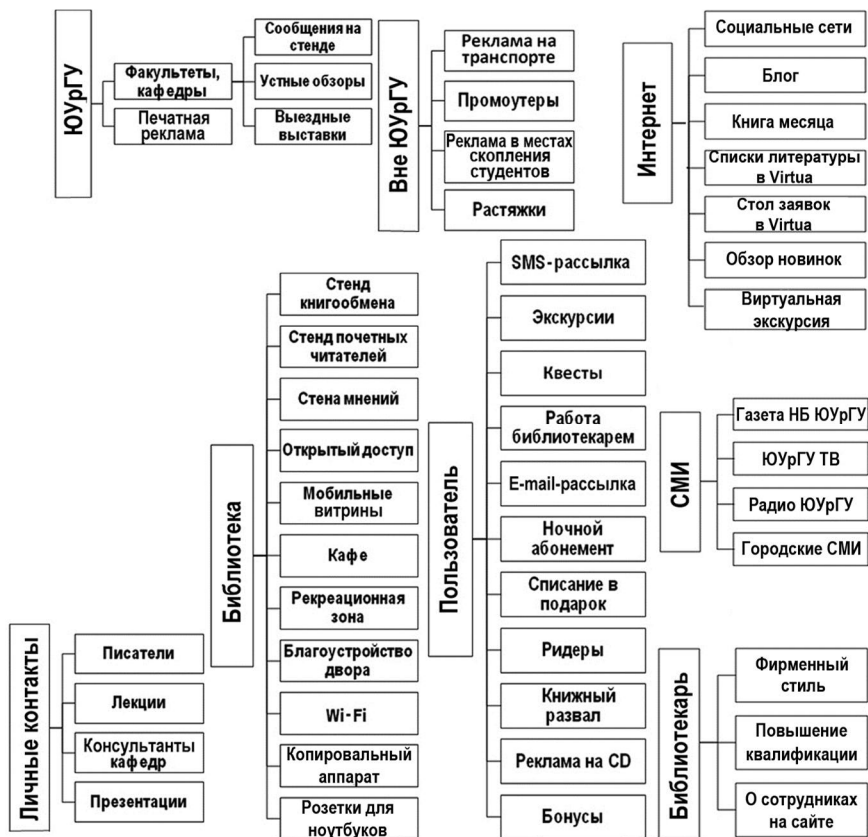 ЮУрГУ
Факультеты,
кафедры
Печатная
реклама
Сообщения на
стенде
Устные обзоры
Выездные
выставки
Вне ЮУрГУ
Реклама на
транспорте
Промоутеры
Реклама в местах
скопления
студентов
Растяжки
Интернет
Социальные сети
Блог
Книга месяца
Списки литературы
в Virtua
Стол заявок
в Virtua
Обзор новинок
Виртуальная
экскурсия
Библиотека
Стенд
книгообмена
Стенд почетных
читателей
Стена мнений
Открытый доступ
Мобильные
витрины
Кафе
Рекреационная
зона
Благоустройство
двора
Wi-Fi
Копировальный
аппарат
Розетки для
ноутбуков
Пользователь
SMS-рассылка
Экскурсии
Квесты
Работа
библиотекарем
E-mail-рассылка
Ночной
абонемент
Списание в
подарок
Ридеры
Книжный
развал
Реклама на CD
Бонусы
СМИ
Газета НБ ЮУрГУ
ЮУрГУ ТВ
Радио ЮУрГУ
Городские СМИ
Личные контакты
Писатели
Лекции
Консультанты
кафедр
Презентации
Библиотекарь
Фирменный
стиль
Повышение
квалификации
О сотрудниках
на сайте